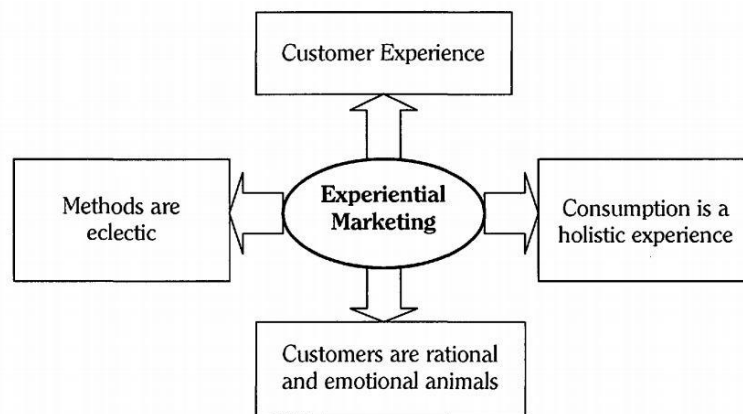 Customer Experience
Methods are
eclectic
Experiential
Marketing
Consumption is a
holistic experience
Customers are rational
and emotional animals